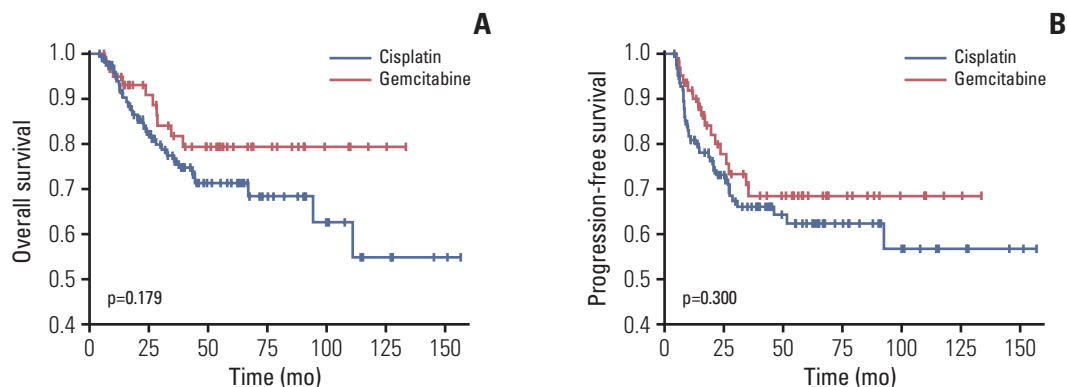 A
1.0
0.9
0.8
0.7
0.6
0.5
0.4
Overall survival
Cisplatin
Gemcitabine
p=0.179
0 25 50 75 100 125 150
Time (mo)
B
1.0
0.9
0.8
0.7
0.6
0.5
0.4
Progression-free survival
Cisplatin
Gemcitabine
p=0.300
0 25 50 75 100 125 150
Time (mo)